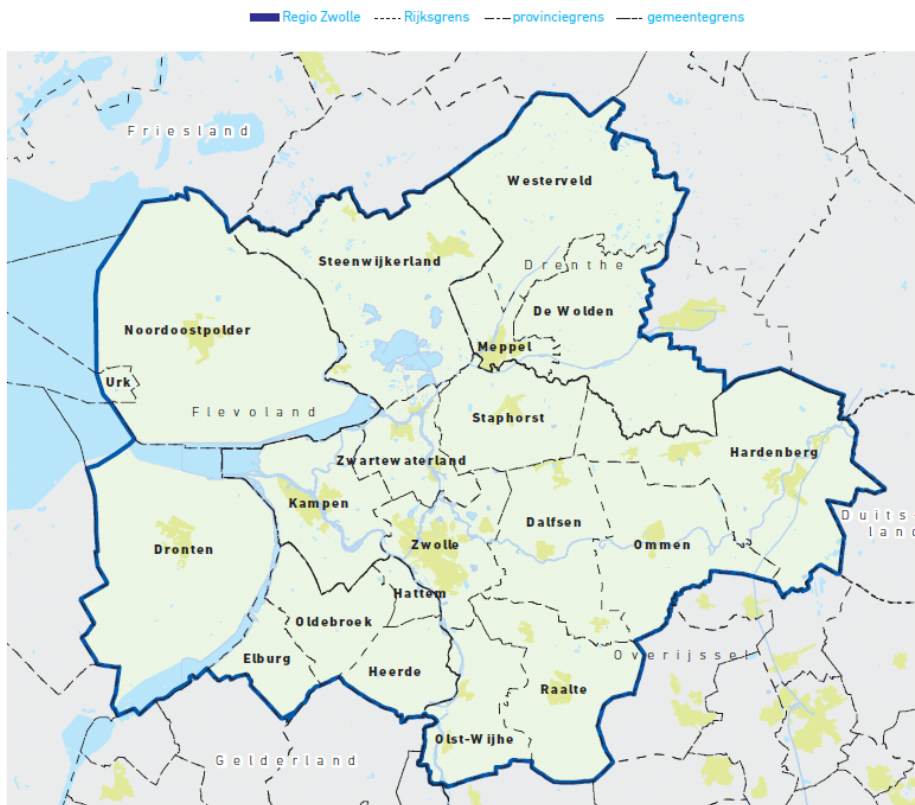 Regio Zwolle Rijksgrens provinciegrens gemeentegrens
Friesland
Westerveld
Steenwijkerland
Drenthe
De Wolden
Noordoostpolder
Meppel
Urk
Flevoland
Staphorst
Hardenberg
Zwartewaterland
Kampen
Duits-
land
Dalfsen
Dronten
Zwolle
Ommen
Hattem
Oldebroek
Elburg
Heerde
Overijssel
Raalte
Olst-Wijhe
Gelderland